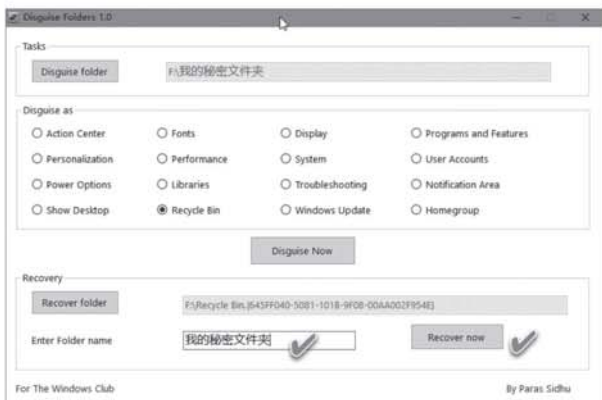 Disguise Folders 1.0
Tasks
Disguise folder F:\我的秘密文件夹
Disguise as
Action Center Fonts Display Programs and Features
Personalization Performance System User Accounts
Power Options Libraries Troubleshooting Notification Area
Show Desktop Recycle Bin Windows Update Homegroup
Disguise Now
Recovery
Recover folder F:\Recycle Bin.{645FF040-5081-101B-9F08-00AA002F954E}
Enter Folder name 我的秘密文件夹 Recover now
For The Windows Club By Paras Sidhu